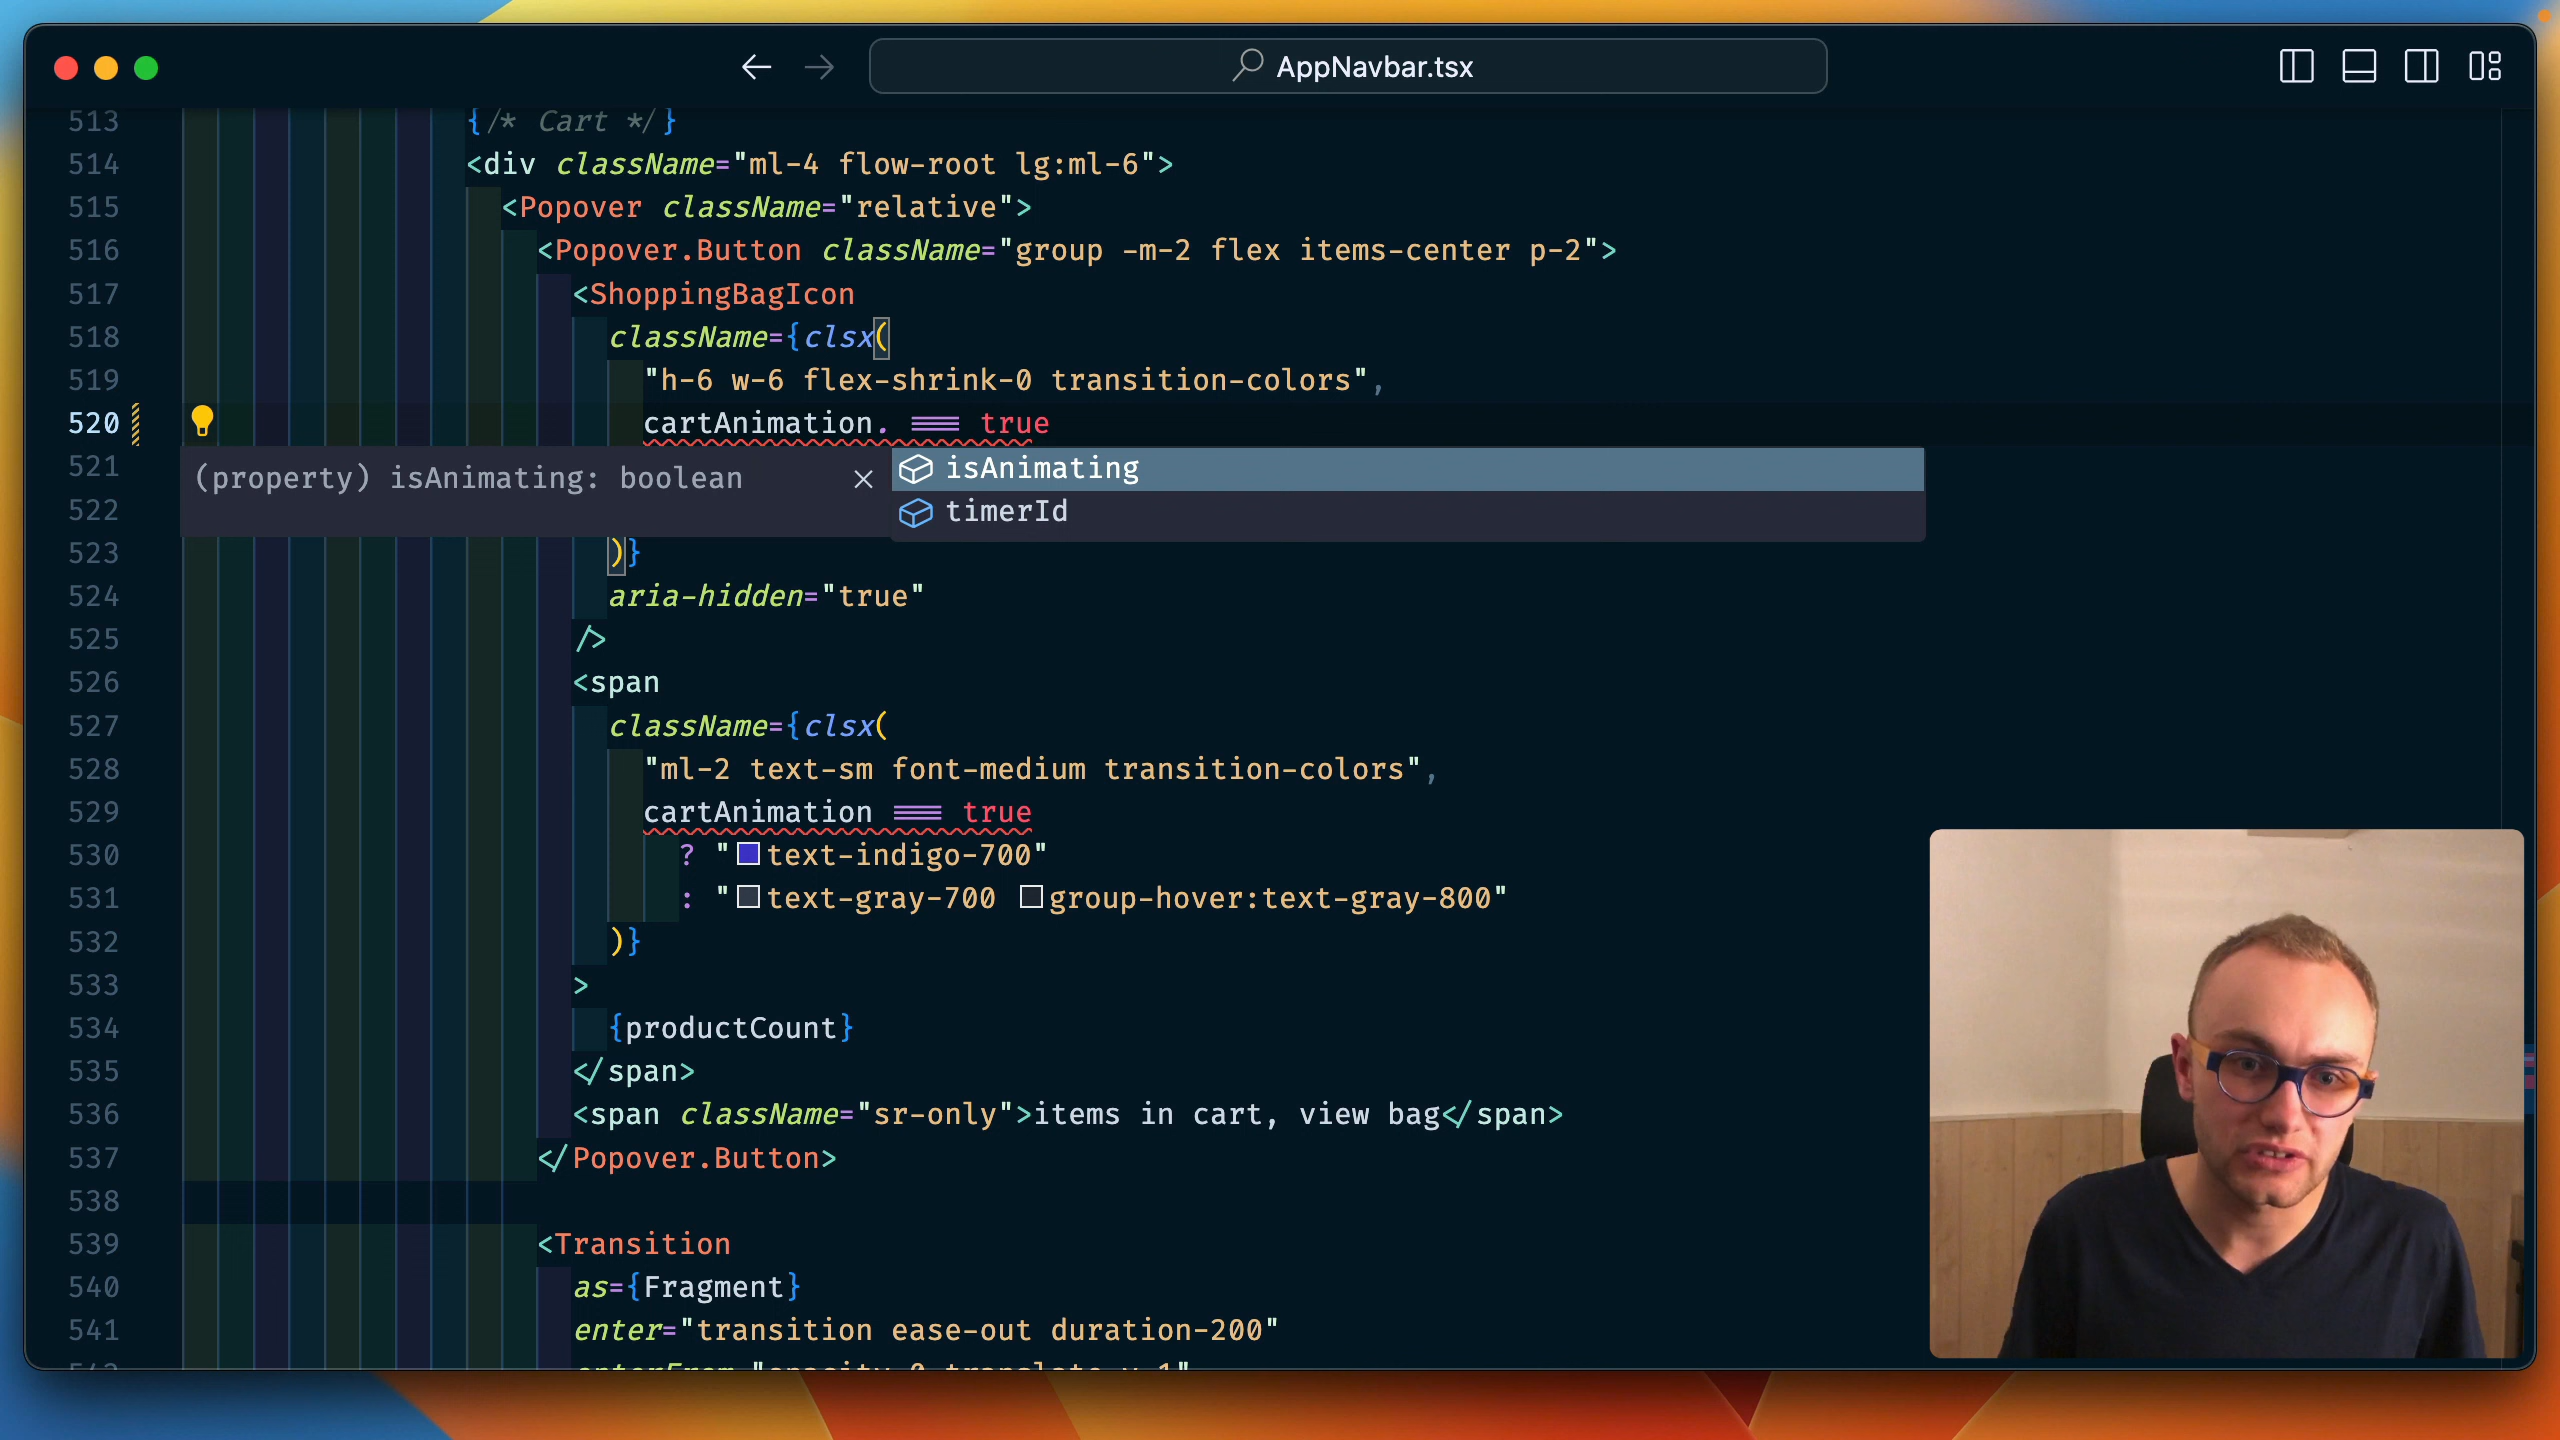 AppNavbar.tsx
513 {/* Cart */}
514 <div className="ml-4 flow-root lg:ml-6">
515 <Popover className="relative">
516 <Popover.Button className="group -m-2 flex items-center p-2">
517 <ShoppingBagIcon
518 className={clsx(
519 "h-6 w-6 flex-shrink-0 transition-colors",
520 cartAnimation. === true
521 (property) isAnimating: boolean isAnimating
522 timerId
523 )}
524 aria-hidden="true"
525 />
526 <span
527 className={clsx(
528 "ml-2 text-sm font-medium transition-colors",
529 cartAnimation === true
530 ? "text-indigo-700"
531 : "text-gray-700 group-hover:text-gray-800"
532 )}
533 >
534 {productCount}
535 </span>
536 <span className="sr-only">items in cart, view bag</span>
537 </Popover.Button>
538
539 <Transition
540 as={Fragment}
541 enter="transition ease-out duration-200"